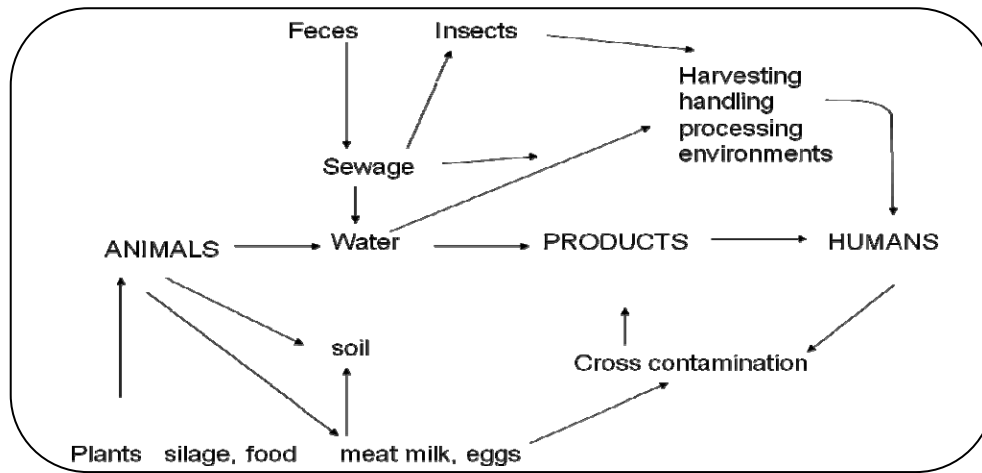 Feces
Insects
Harvesting
handling
processing
environments
Sewage
ANIMALS
Water
PRODUCTS
HUMANS
soil
Cross contamination
Plants silage, food
meat milk, eggs